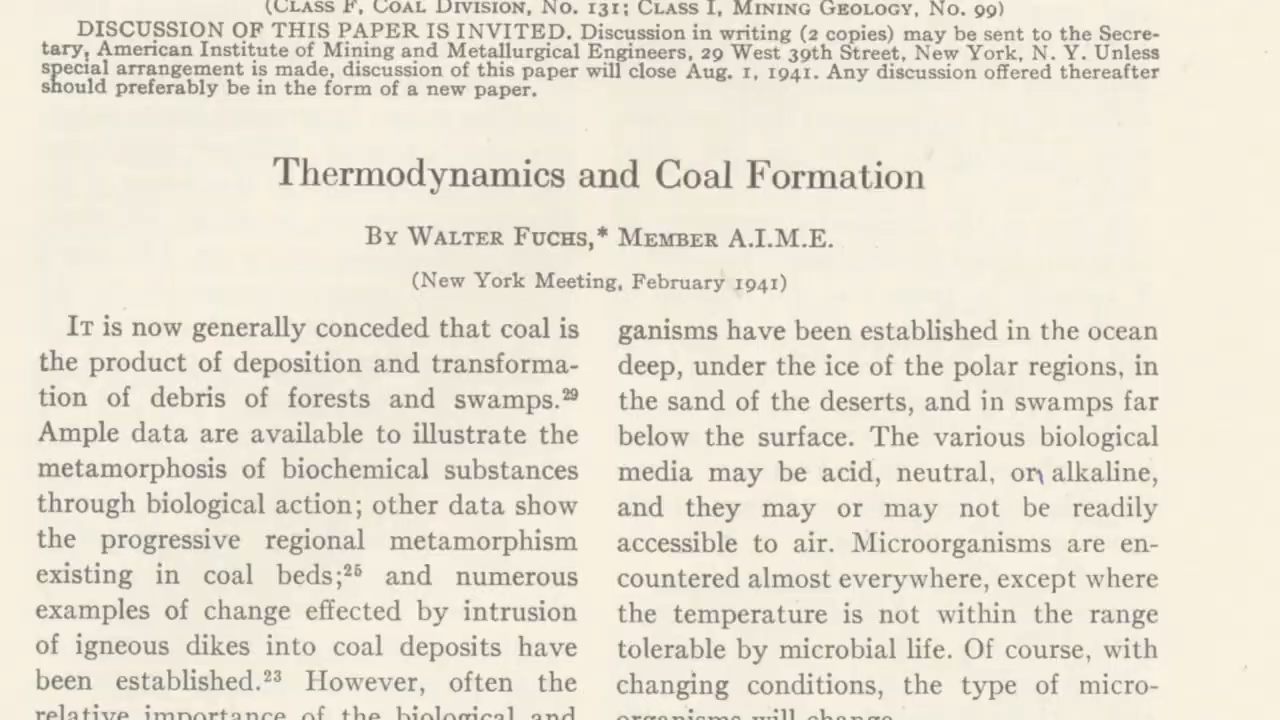 (Class F, Coal Division, No. 131; Class I, Mining Geology, No. 99)
DISCUSSION OF THIS PAPER IS INVITED. Discussion in writing (2 copies) may be sent to the Secre-
tary, American Institute of Mining and Metallurgical Engineers, 29 West 39th Street, New York, N. Y. Unless
special arrangement is made, discussion of this paper will close Aug. 1, 1941. Any discussion offered thereafter
should preferably be in the form of a new paper.
Thermodynamics and Coal Formation
By Walter Fuchs,* Member A.I.M.E.
(New York Meeting, February 1941)
It is now generally conceded that coal is
the product of deposition and transforma-
tion of debris of forests and swamps.²⁹
Ample data are available to illustrate the
metamorphosis of biochemical substances
through biological action; other data show
the progressive regional metamorphism
existing in coal beds;²⁵ and numerous
examples of change effected by intrusion
of igneous dikes into coal deposits have
been established.²³ However, often the
relative importance of the biological and
ganisms have been established in the ocean
deep, under the ice of the polar regions, in
the sand of the deserts, and in swamps far
below the surface. The various biological
media may be acid, neutral, or alkaline,
and they may or may not be readily
accessible to air. Microorganisms are en-
countered almost everywhere, except where
the temperature is not within the range
tolerable by microbial life. Of course, with
changing conditions, the type of micro-
organisms will change.